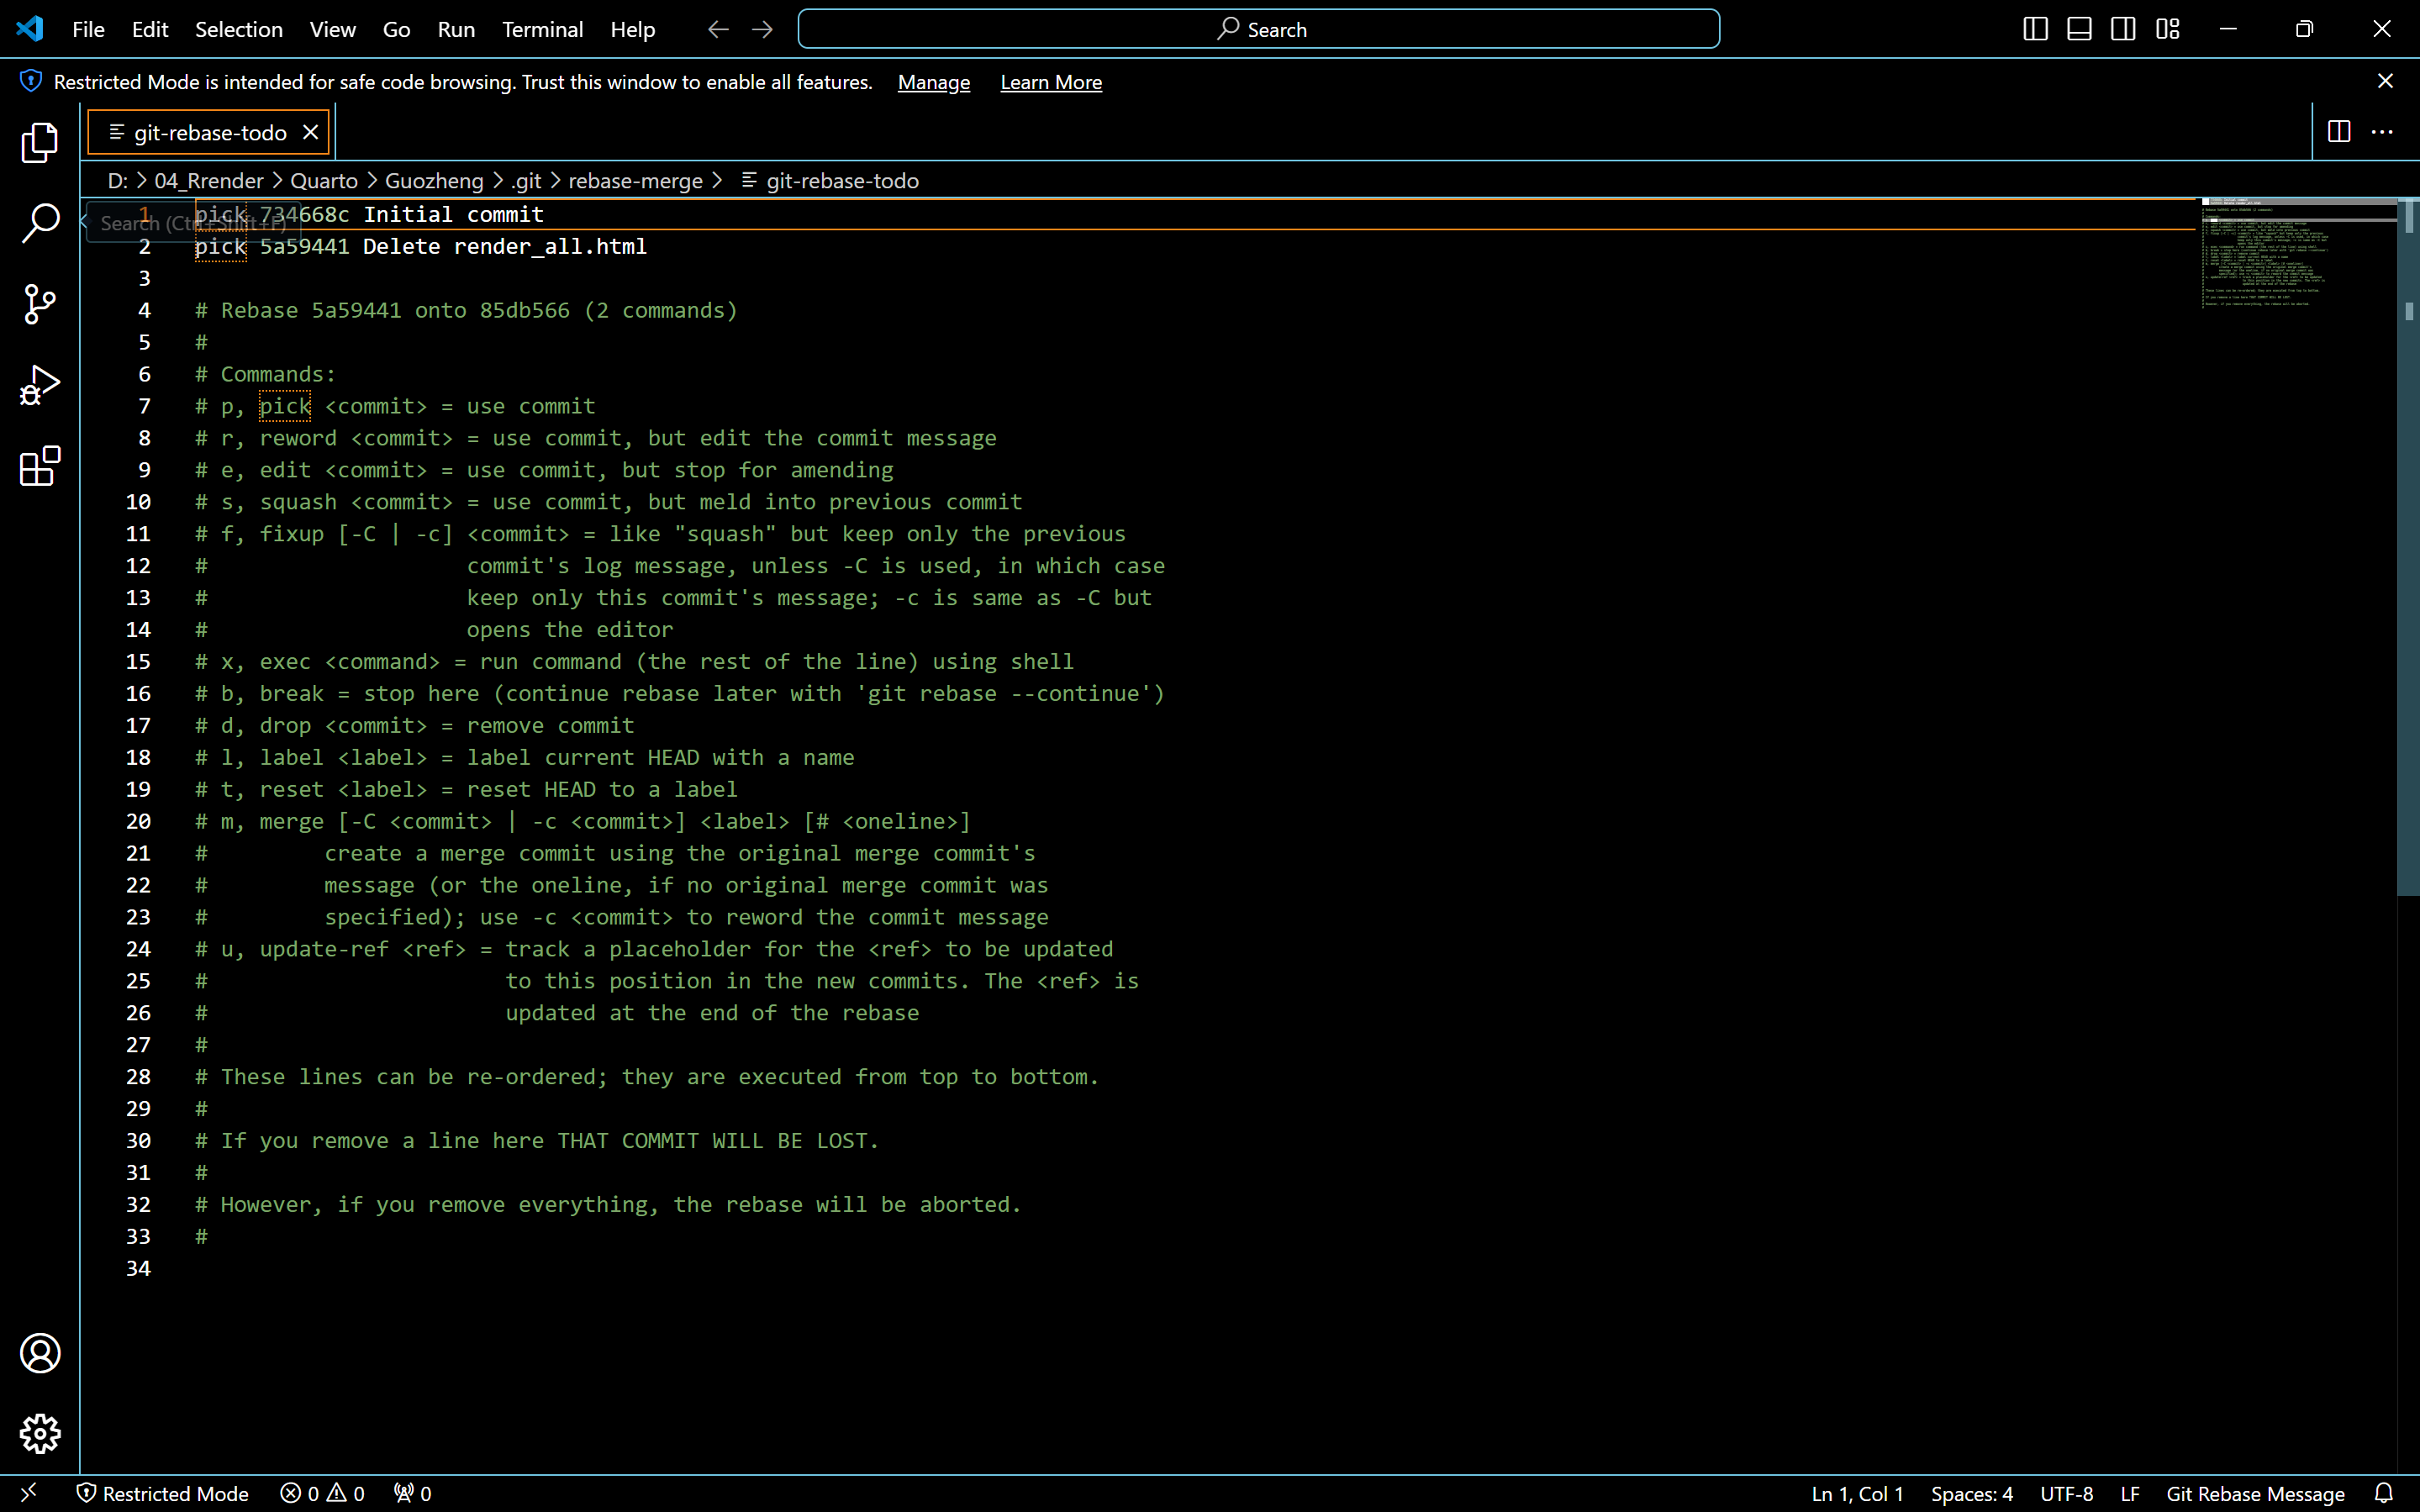 File Edit Selection View Go Run Terminal Help Search
Restricted Mode is intended for safe code browsing. Trust this window to enable all features. Manage Learn More
git-rebase-todo
D: > 04_Rrender > Quarto > Guozheng > .git > rebase-merge > git-rebase-todo
Search (Ctrl+Shift+F)
1 pick 734668c Initial commit
2 pick 5a59441 Delete render_all.html
3
4 # Rebase 5a59441 onto 85db566 (2 commands)
5 #
6 # Commands:
7 # p, pick <commit> = use commit
8 # r, reword <commit> = use commit, but edit the commit message
9 # e, edit <commit> = use commit, but stop for amending
10 # s, squash <commit> = use commit, but meld into previous commit
11 # f, fixup [-C | -c] <commit> = like "squash" but keep only the previous
12 #                    commit's log message, unless -C is used, in which case
13 #                    keep only this commit's message; -c is same as -C but
14 #                    opens the editor
15 # x, exec <command> = run command (the rest of the line) using shell
16 # b, break = stop here (continue rebase later with 'git rebase --continue')
17 # d, drop <commit> = remove commit
18 # l, label <label> = label current HEAD with a name
19 # t, reset <label> = reset HEAD to a label
20 # m, merge [-C <commit> | -c <commit>] <label> [# <oneline>]
21 #         create a merge commit using the original merge commit's
22 #         message (or the oneline, if no original merge commit was
23 #         specified); use -c <commit> to reword the commit message
24 # u, update-ref <ref> = track a placeholder for the <ref> to be updated
25 #                       to this position in the new commits. The <ref> is
26 #                       updated at the end of the rebase
27 #
28 # These lines can be re-ordered; they are executed from top to bottom.
29 #
30 # If you remove a line here THAT COMMIT WILL BE LOST.
31 #
32 # However, if you remove everything, the rebase will be aborted.
33 #
34
Restricted Mode 0 0 0 Ln 1, Col 1 Spaces: 4 UTF-8 LF Git Rebase Message